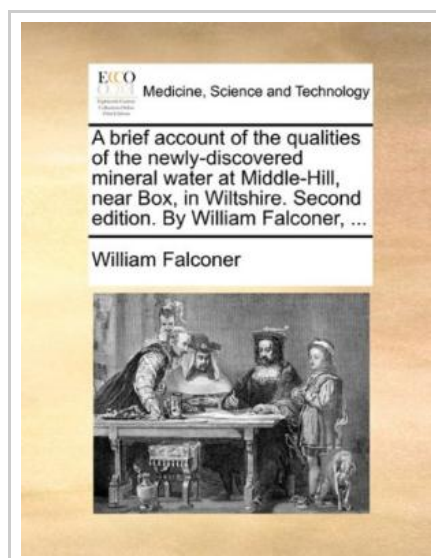 ECCO
Medicine, Science and Technology
A brief account of the qualities
of the newly-discovered
mineral water at Middle-Hill,
near Box, in Wiltshire. Second
edition. By William Falconer, ...
William Falconer